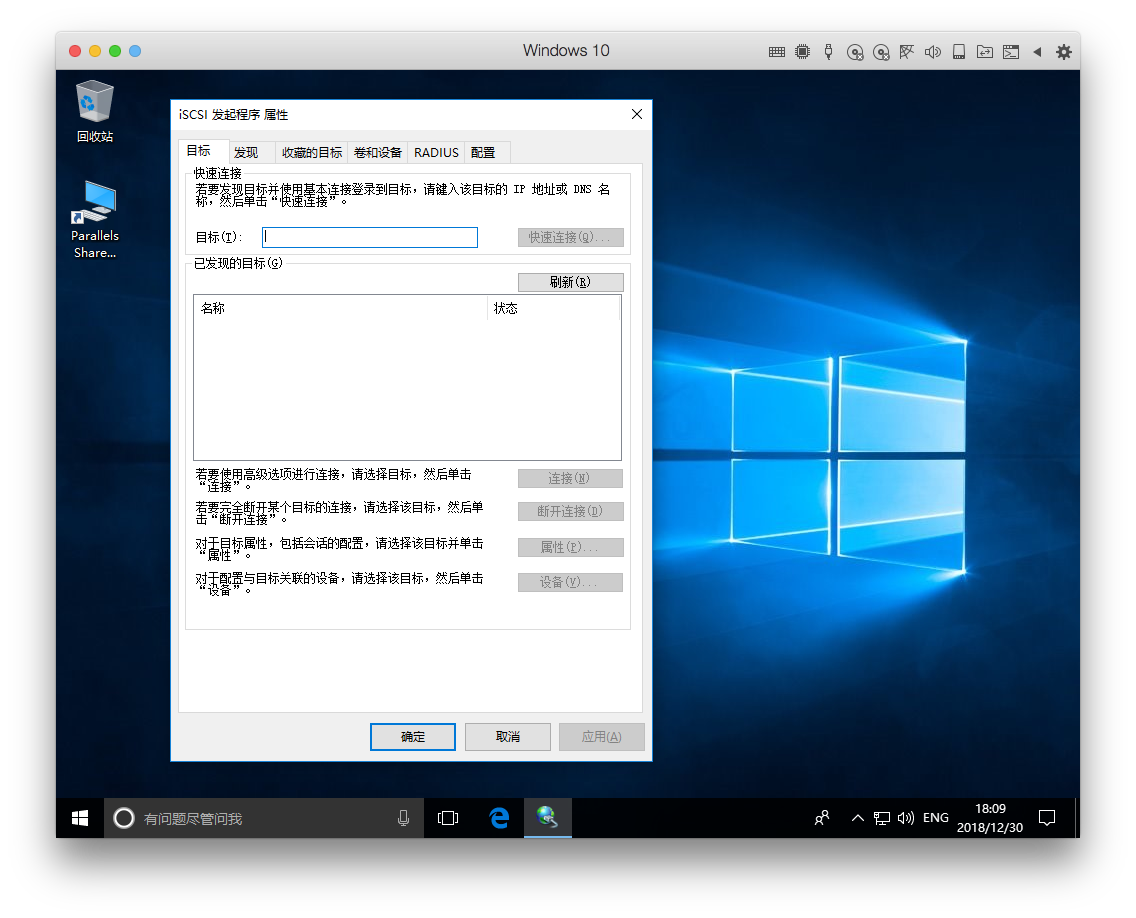 Windows 10
回收站
Parallels
Share...
iSCSI 发起程序 属性
目标 发现 收藏的目标 卷和设备 RADIUS 配置
快速连接
若要发现目标并使用基本连接登录到目标，请键入该目标的 IP 地址或 DNS 名
称，然后单击“快速连接”。
目标(T): 快速连接(Q)...
已发现的目标(G)
刷新(R)
名称 状态
若要使用高级选项进行连接，请选择目标，然后单击
“连接”。
连接(N)
若要完全断开某个目标的连接，请选择该目标，然后单
击“断开连接”。
断开连接(D)
对于目标属性，包括会话的配置，请选择该目标并单击
“属性”。
属性(P)...
对于配置与目标关联的设备，请选择该目标，然后单击
“设备”。
设备(V)...
确定 取消 应用(A)
有问题尽管问我
ENG
18:09
2018/12/30